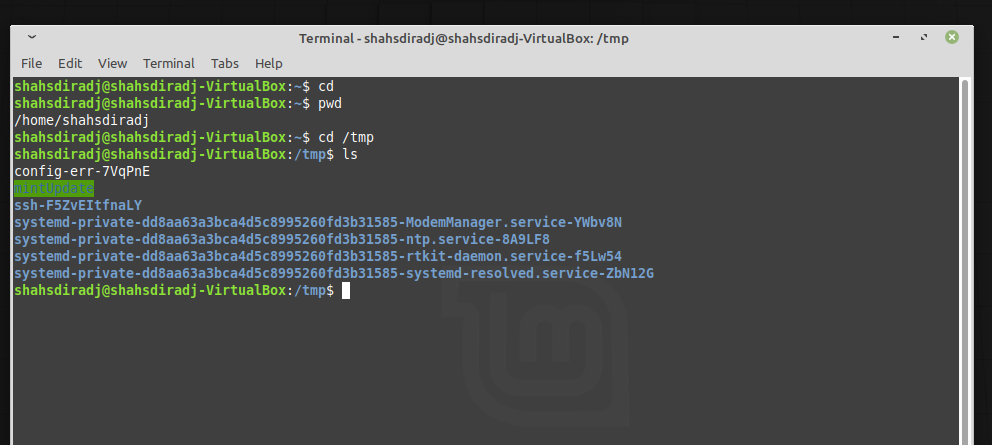 Terminal - shahsdiradj@shahsdiradj-VirtualBox: /tmp
File Edit View Terminal Tabs Help
shahsdiradj@shahsdiradj-VirtualBox:~$ cd
shahsdiradj@shahsdiradj-VirtualBox:~$ pwd
/home/shahsdiradj
shahsdiradj@shahsdiradj-VirtualBox:~$ cd /tmp
shahsdiradj@shahsdiradj-VirtualBox:/tmp$ ls
config-err-7VqPnE
mintUpdate
ssh-F5ZvEItfnaLY
systemd-private-dd8aa63a3bca4d5c8995260fd3b31585-ModemManager.service-YWbv8N
systemd-private-dd8aa63a3bca4d5c8995260fd3b31585-ntp.service-8A9LF8
systemd-private-dd8aa63a3bca4d5c8995260fd3b31585-rtkit-daemon.service-f5Lw54
systemd-private-dd8aa63a3bca4d5c8995260fd3b31585-systemd-resolved.service-ZbN12G
shahsdiradj@shahsdiradj-VirtualBox:/tmp$